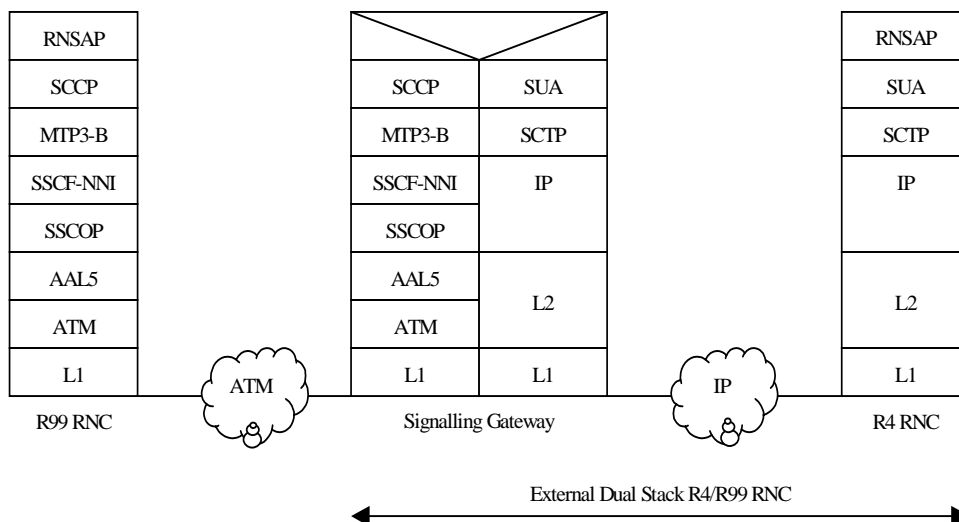 RNSAP RNSAP
SCCP SCCP SUA SUA
MTP3-B MTP3-B SCTP SCTP
SSCF-NNI SSCF-NNI IP IP
SSCOP SSCOP
AAL5 AAL5
L2 L2
ATM ATM
L1 ATM L1 L1 IP L1
R99 RNC Signalling Gateway R4 RNC
External Dual Stack R4/R99 RNC